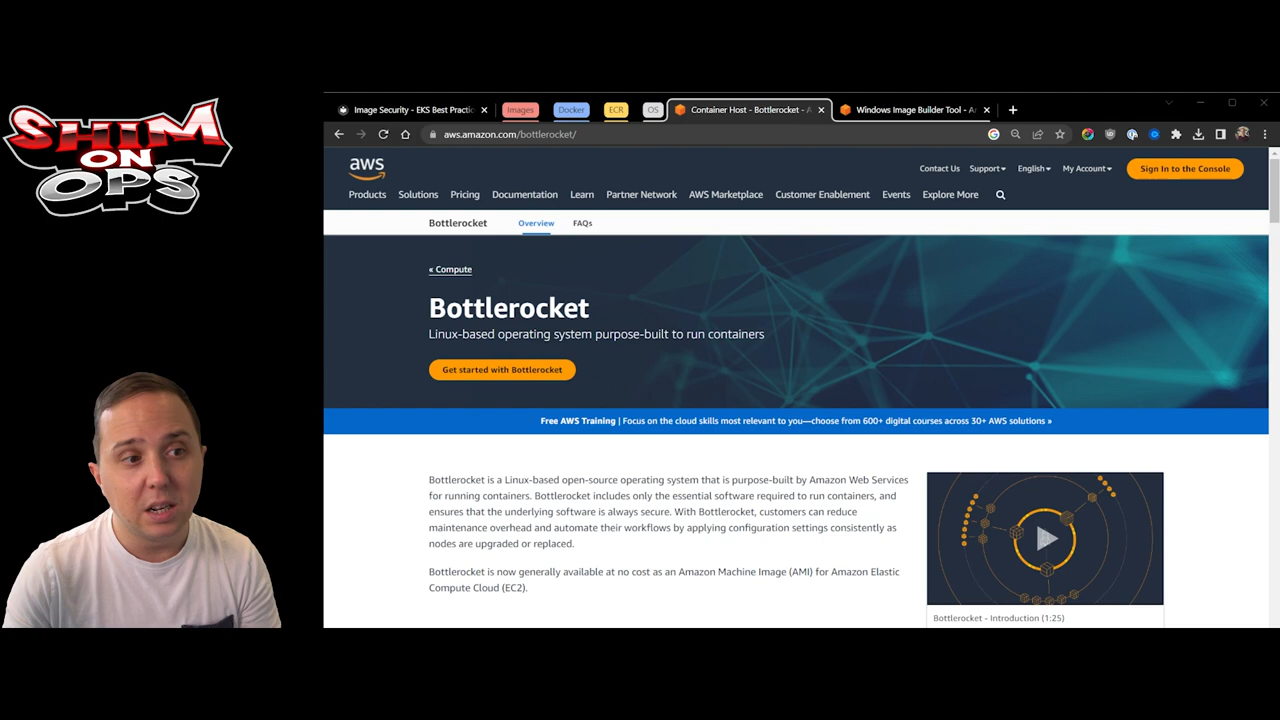 SHIM
ON
OPS
Image Security - EKS Best Practic
Images
Docker
ECR
OS
Container Host - Bottlerocket - A
Windows Image Builder Tool - Am
aws.amazon.com/bottlerocket/
aws
Contact Us
Support
English
My Account
Sign In to the Console
Products
Solutions
Pricing
Documentation
Learn
Partner Network
AWS Marketplace
Customer Enablement
Events
Explore More
Bottlerocket
Overview
FAQs
« Compute
Bottlerocket
Linux-based operating system purpose-built to run containers
Get started with Bottlerocket
Free AWS Training | Focus on the cloud skills most relevant to you—choose from 600+ digital courses across 30+ AWS solutions »
Bottlerocket is a Linux-based open-source operating system that is purpose-built by Amazon Web Services
for running containers. Bottlerocket includes only the essential software required to run containers, and
ensures that the underlying software is always secure. With Bottlerocket, customers can reduce
maintenance overhead and automate their workflows by applying configuration settings consistently as
nodes are upgraded or replaced.
Bottlerocket is now generally available at no cost as an Amazon Machine Image (AMI) for Amazon Elastic
Compute Cloud (EC2).
Bottlerocket - Introduction (1:25)